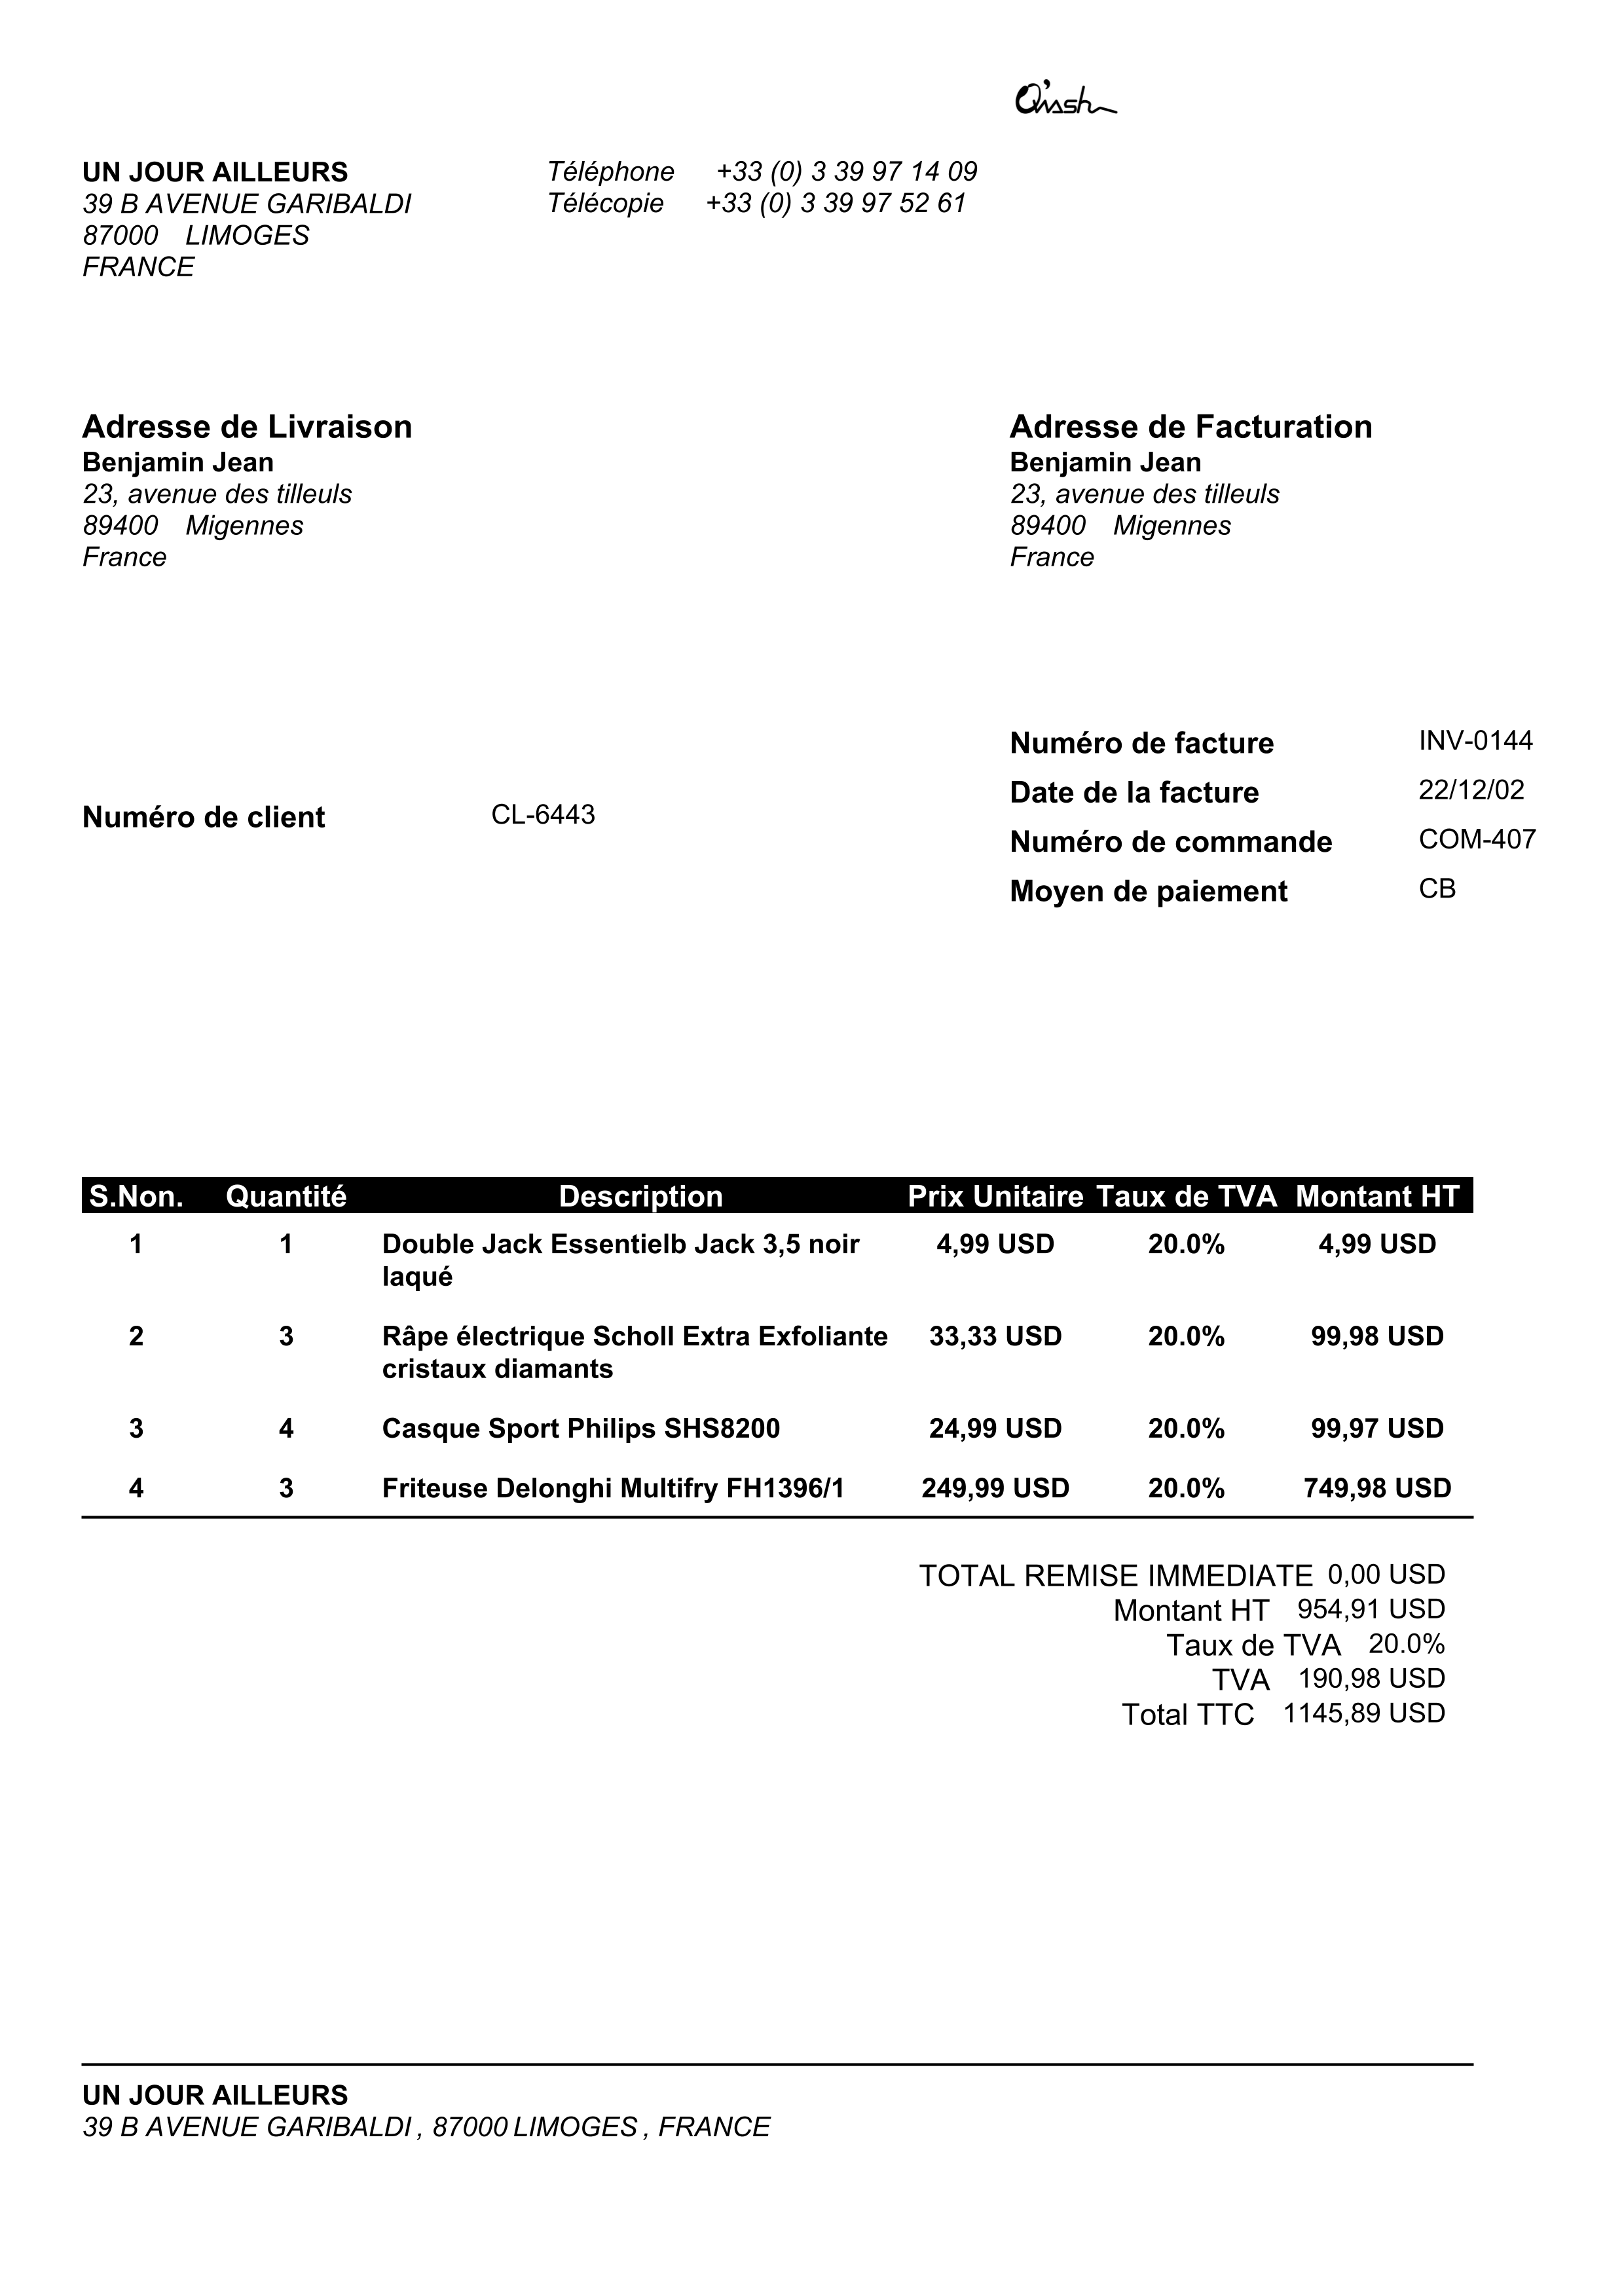 Q'nash
UN JOUR AILLEURS
39 B AVENUE GARIBALDI
87000 LIMOGES
FRANCE
Téléphone +33 (0) 3 39 97 14 09
Télécopie +33 (0) 3 39 97 52 61
Adresse de Livraison
Benjamin Jean
23, avenue des tilleuls
89400 Migennes
France
Adresse de Facturation
Benjamin Jean
23, avenue des tilleuls
89400 Migennes
France
Numéro de client CL-6443
Numéro de facture INV-0144
Date de la facture 22/12/02
Numéro de commande COM-407
Moyen de paiement CB
S.Non. Quantité Description Prix Unitaire Taux de TVA Montant HT
1 1 Double Jack Essentielb Jack 3,5 noir 4,99 USD 20.0% 4,99 USD
laqué
2 3 Râpe électrique Scholl Extra Exfoliante 33,33 USD 20.0% 99,98 USD
cristaux diamants
3 4 Casque Sport Philips SHS8200 24,99 USD 20.0% 99,97 USD
4 3 Friteuse Delonghi Multifry FH1396/1 249,99 USD 20.0% 749,98 USD
TOTAL REMISE IMMEDIATE 0,00 USD
Montant HT 954,91 USD
Taux de TVA 20.0%
TVA 190,98 USD
Total TTC 1145,89 USD
UN JOUR AILLEURS
39 B AVENUE GARIBALDI , 87000 LIMOGES , FRANCE